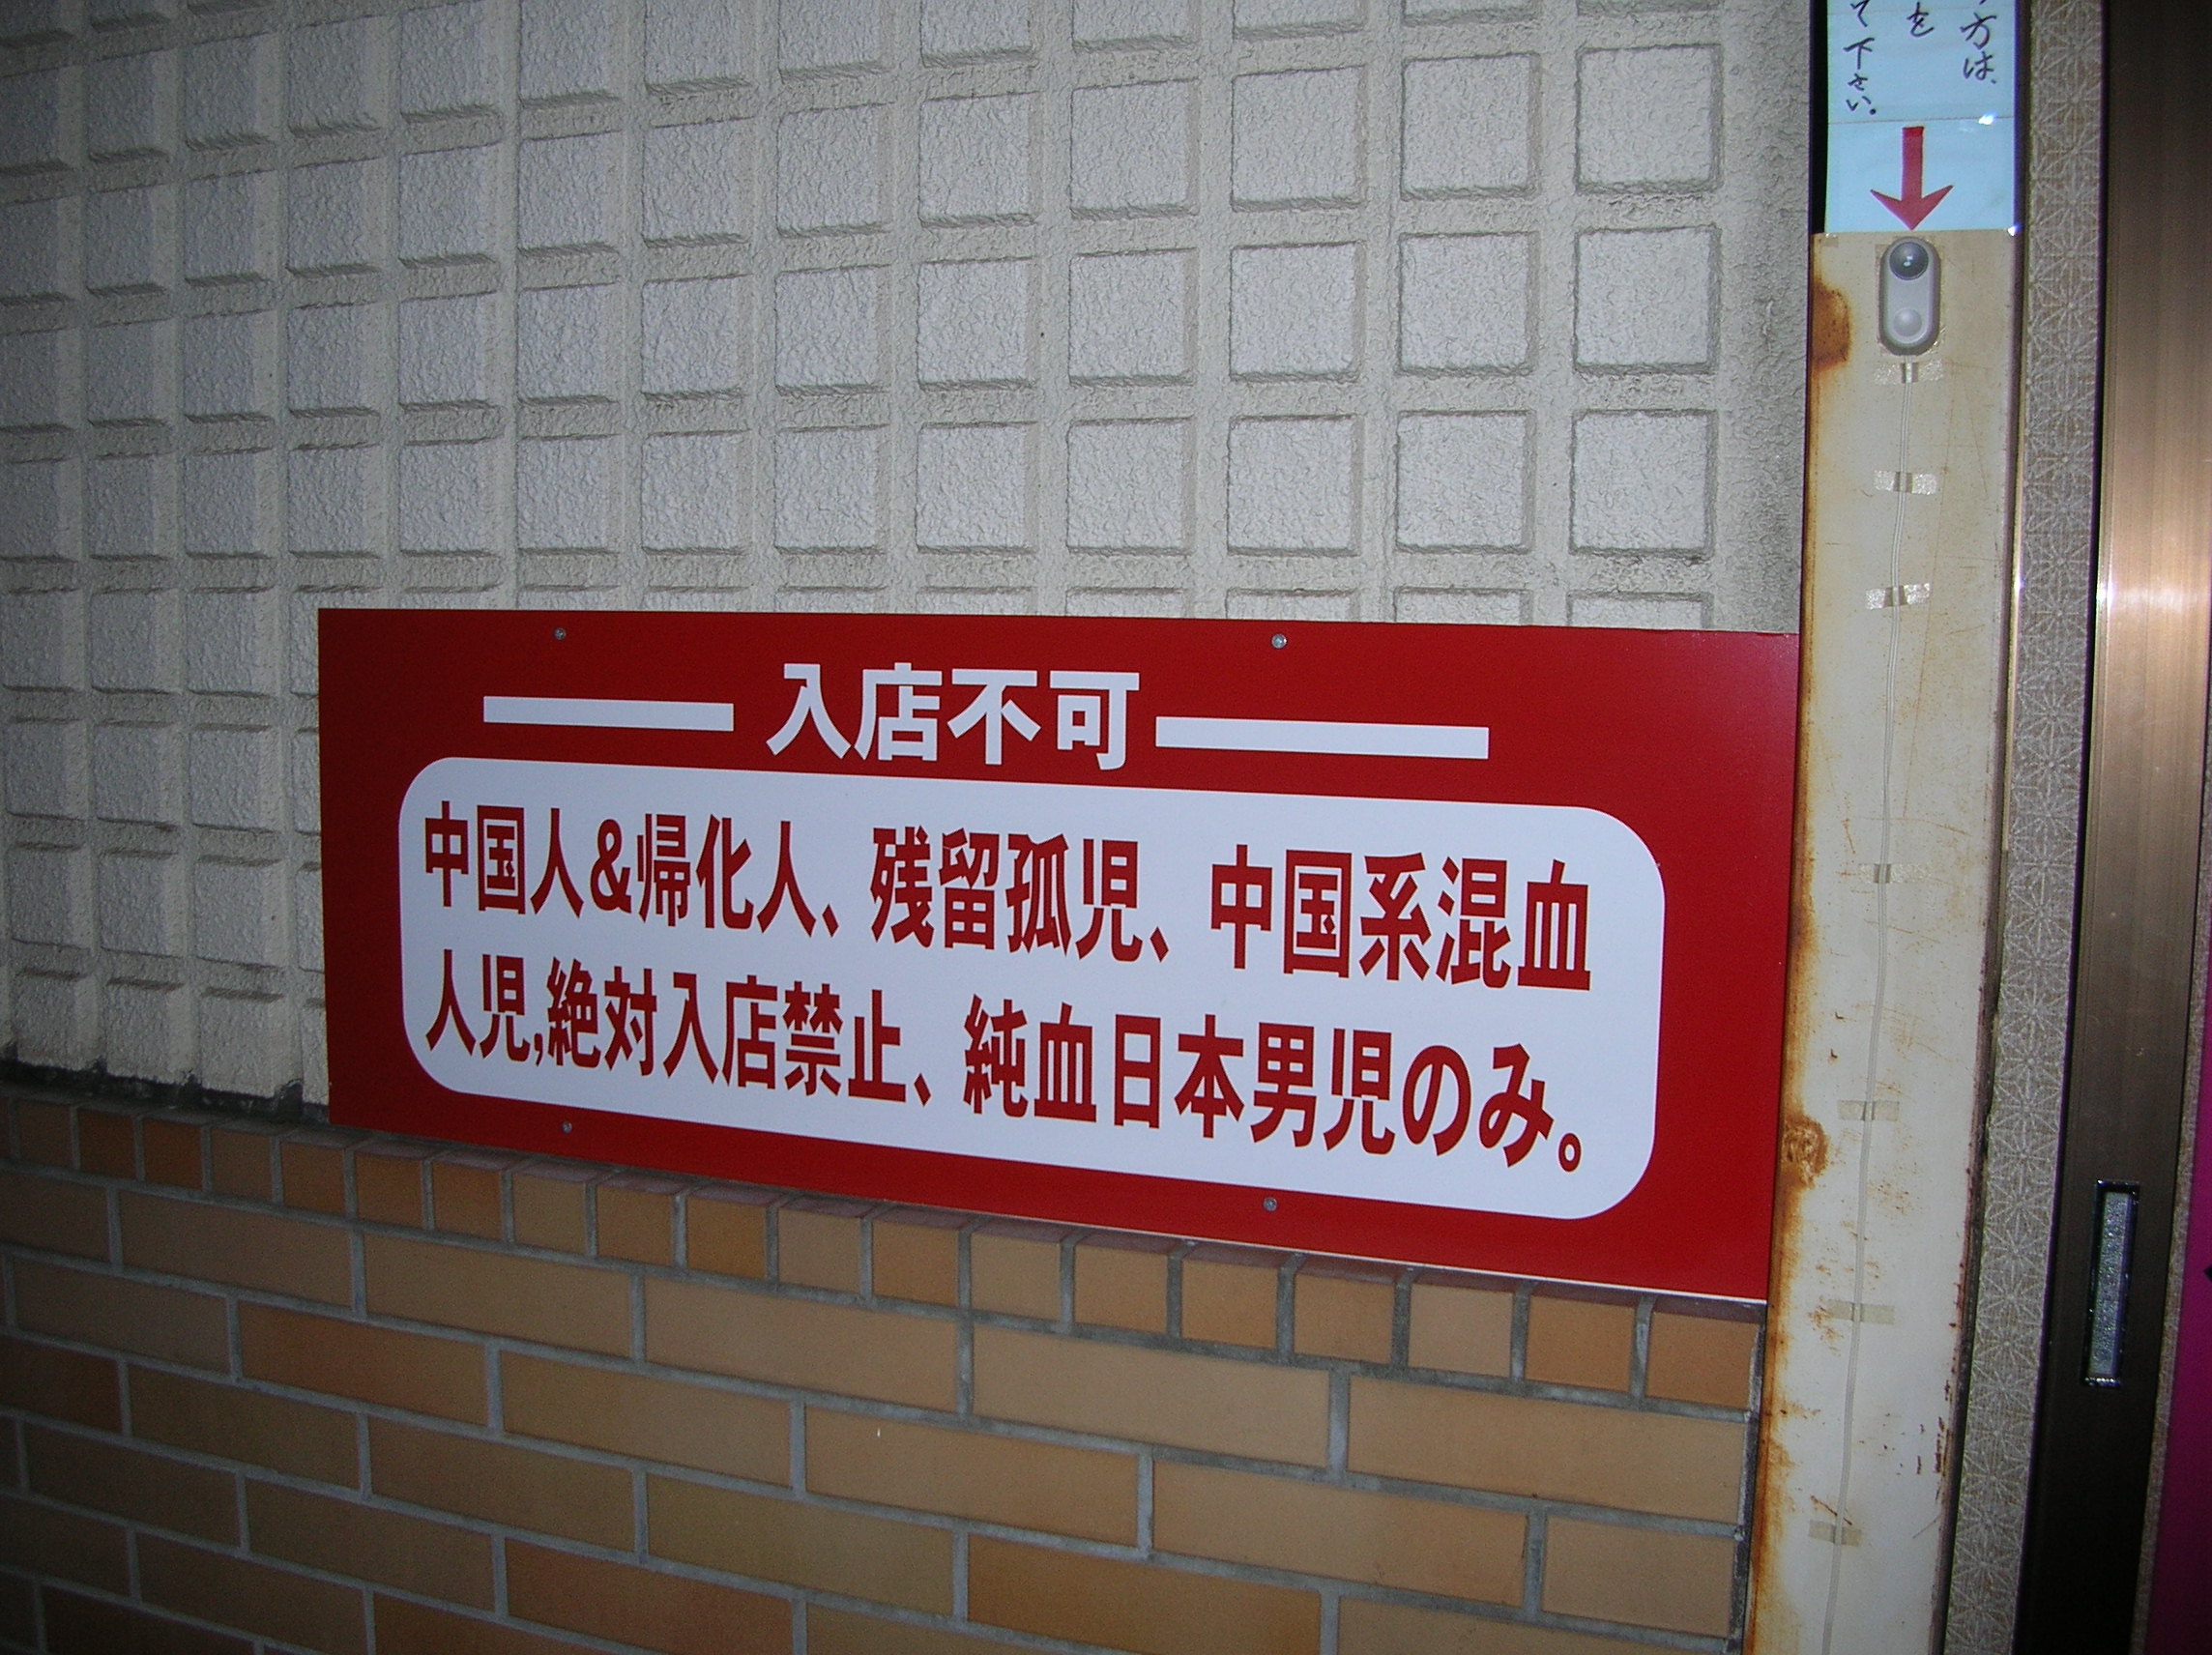 入店不可
中国人&帰化人、残留孤児、中国系混血
人児,絶対入店禁止、純血日本男児のみ。
方は、
を
て下さい。